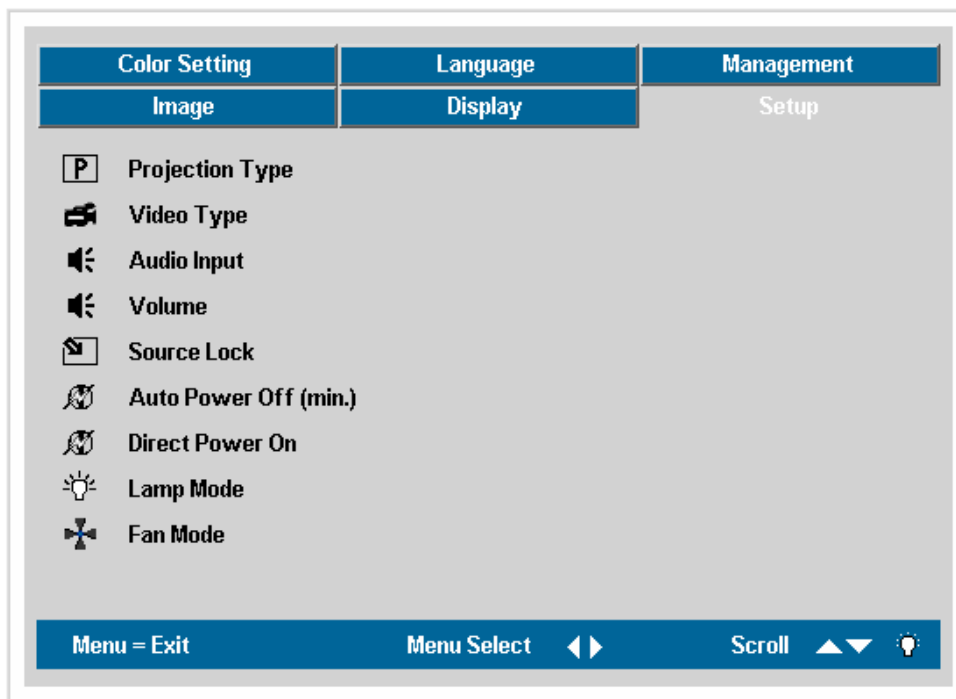 Color Setting Language Management
Image Display Setup
P Projection Type
Video Type
Audio Input
Volume
Source Lock
Auto Power Off (min.)
Direct Power On
Lamp Mode
Fan Mode
Menu = Exit Menu Select Scroll